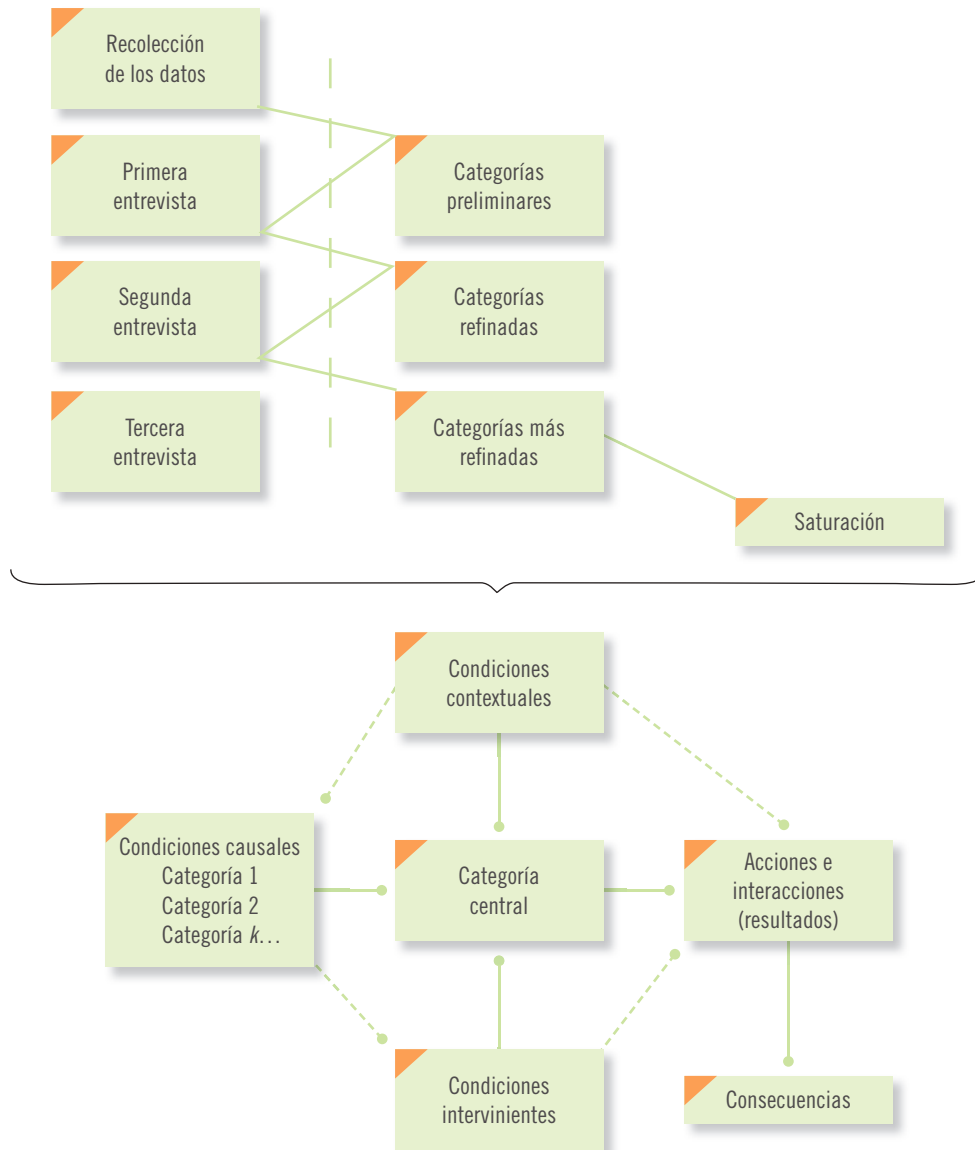 Recolección
de los datos
Primera
entrevista
Categorías
preliminares
Segunda
entrevista
Categorías
refinadas
Tercera
entrevista
Categorías más
refinadas
Saturación
Condiciones
contextuales
Condiciones causales
Categoría 1
Categoría 2
Categoría k…
Categoría
central
Acciones e
interacciones
(resultados)
Condiciones
intervinientes
Consecuencias